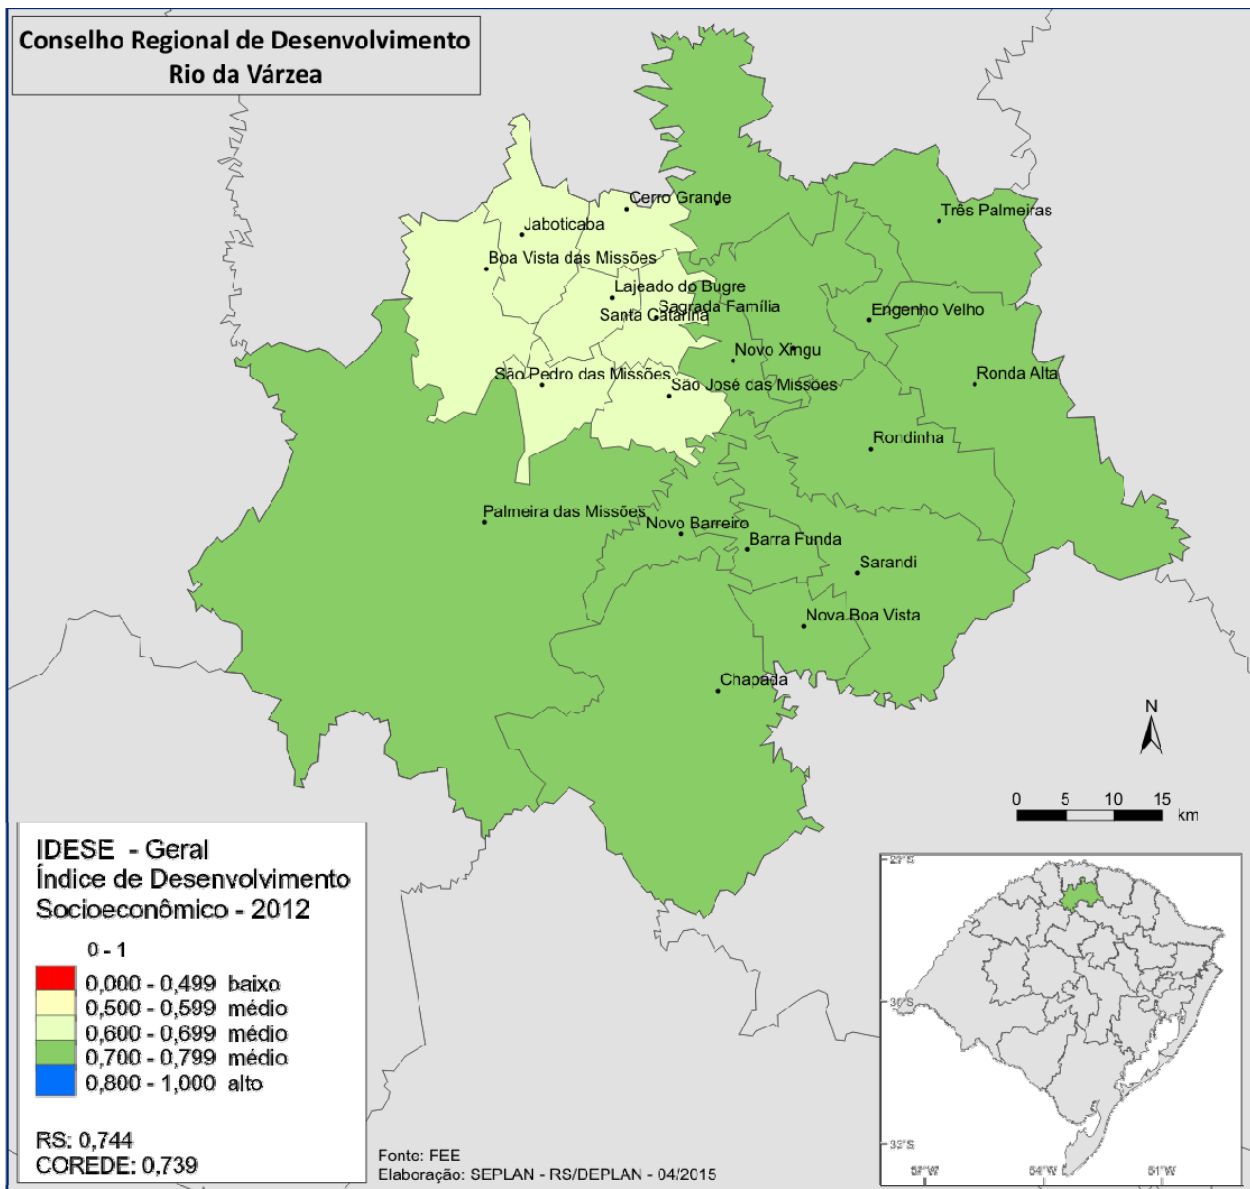 Conselho Regional de Desenvolvimento
Rio da Várzea
Cerro Grande
Jaboticaba
Três Palmeiras
Boa Vista das Missões
Lajeado do Bugre
Sagrada Família
Santa Catarina
Engenho Velho
Novo Xingu
São Pedro das Missões
Ronda Alta
São José das Missões
Rondinha
Palmeira das Missões
Novo Barreiro
Barra Funda
Sarandi
Nova Boa Vista
Chapada
N
0 5 10 15
km
IDESE - Geral
Índice de Desenvolvimento
Socioeconômico - 2012
0 - 1
0,000 - 0,499 baixo
0,500 - 0,599 médio
0,600 - 0,699 médio
0,700 - 0,799 médio
0,800 - 1,000 alto
RS: 0,744
COREDE: 0,739
Fonte: FEE
Elaboração: SEPLAN - RS/DEPLAN - 04/2015
54°W
51°W